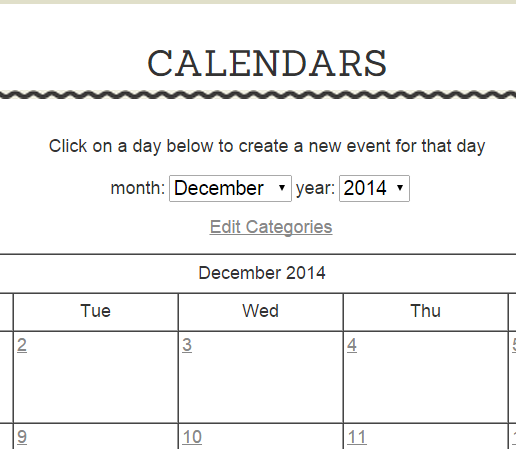 CALENDARS
Click on a day below to create a new event for that day
month: December year: 2014
Edit Categories
December 2014
Tue Wed Thu
2 3 4
9 10 11